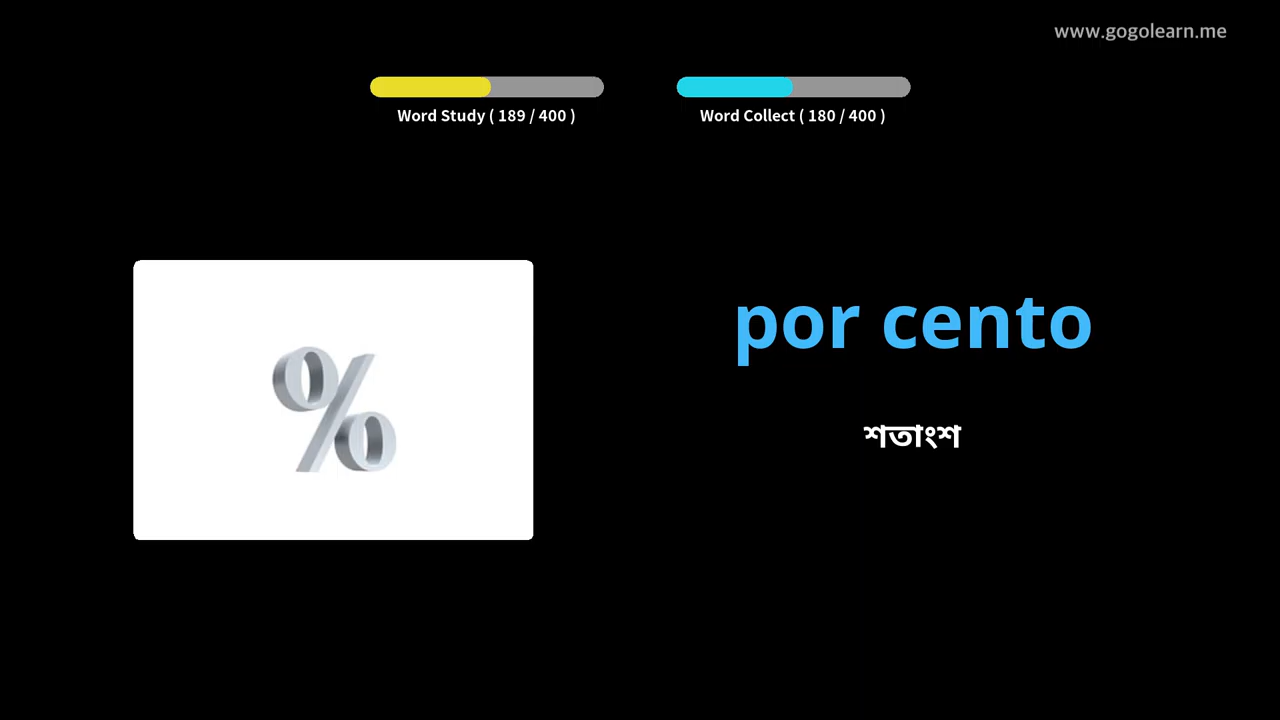 www.gogolearn.me
Word Study ( 189 / 400 )
Word Collect ( 180 / 400 )
%
por cento
শতাংশ